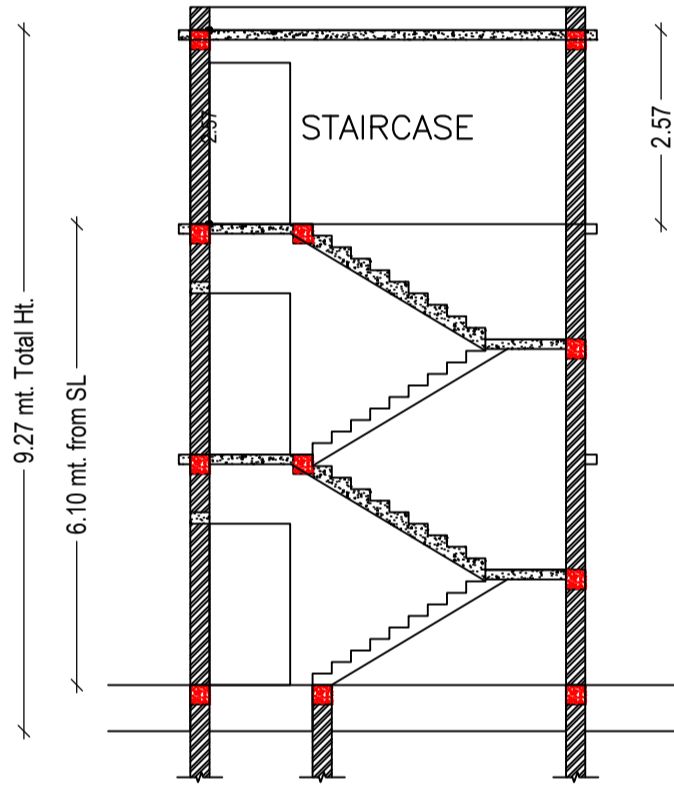 9.27 mt. Total Ht.
6.10 mt. from SL
2.57
STAIRCASE
2.57